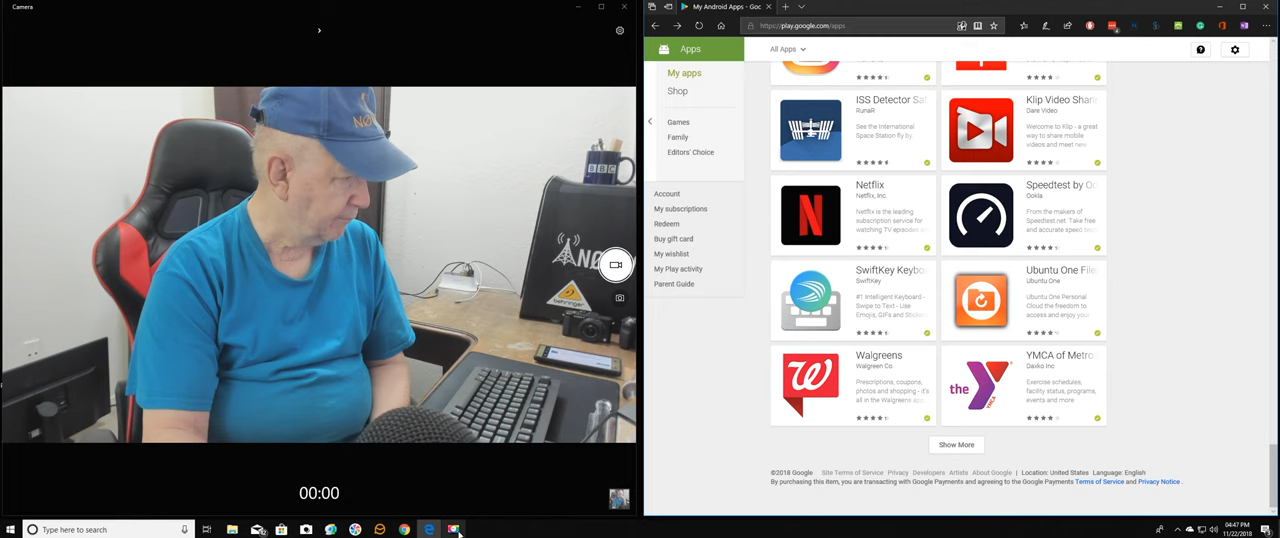 Camera
My Android Apps - Goo
https://play.google.com/apps
Apps
All Apps
My apps
Shop
Games
Family
Editors' Choice
Account
My subscriptions
Redeem
Buy gift card
My wishlist
My Play activity
Parent Guide
ISS Detector Sa
RunaR
See the International
Space Station fly by.
Klip Video Share
Dare Video
Welcome to Klip - a great
way to share mobile
videos and meet new
Netflix
Netflix, Inc.
Netflix is the leading
subscription service for
watching TV episodes
Speedtest by Oo
Ookla
From the makers of
Speedtest.net. Take free
and accurate speed
SwiftKey Keybo
SwiftKey
#1 Intelligent Keyboard -
Swipe to Text - Use
Emojis, GIFs and Sticke
Ubuntu One File
Ubuntu One
Ubuntu One Personal
Cloud the freedom to
access and enjoy your
Walgreens
Walgreen Co.
Prescriptions, coupons,
photos and shopping - it's
all in the Walgreens app.
the
YMCA of Metro
Daxko Inc
Exercise schedules,
facility status, programs,
events and more
Show More
©2018 Google Site Terms of Service Privacy Developers Artists About Google | Location: United States Language: English
By purchasing this item, you are transacting with Google Payments and agreeing to the Google Payments Terms of Service and Privacy Notice .
BBC
behringer
00:00
Type here to search
04:47 PM
11/22/2018